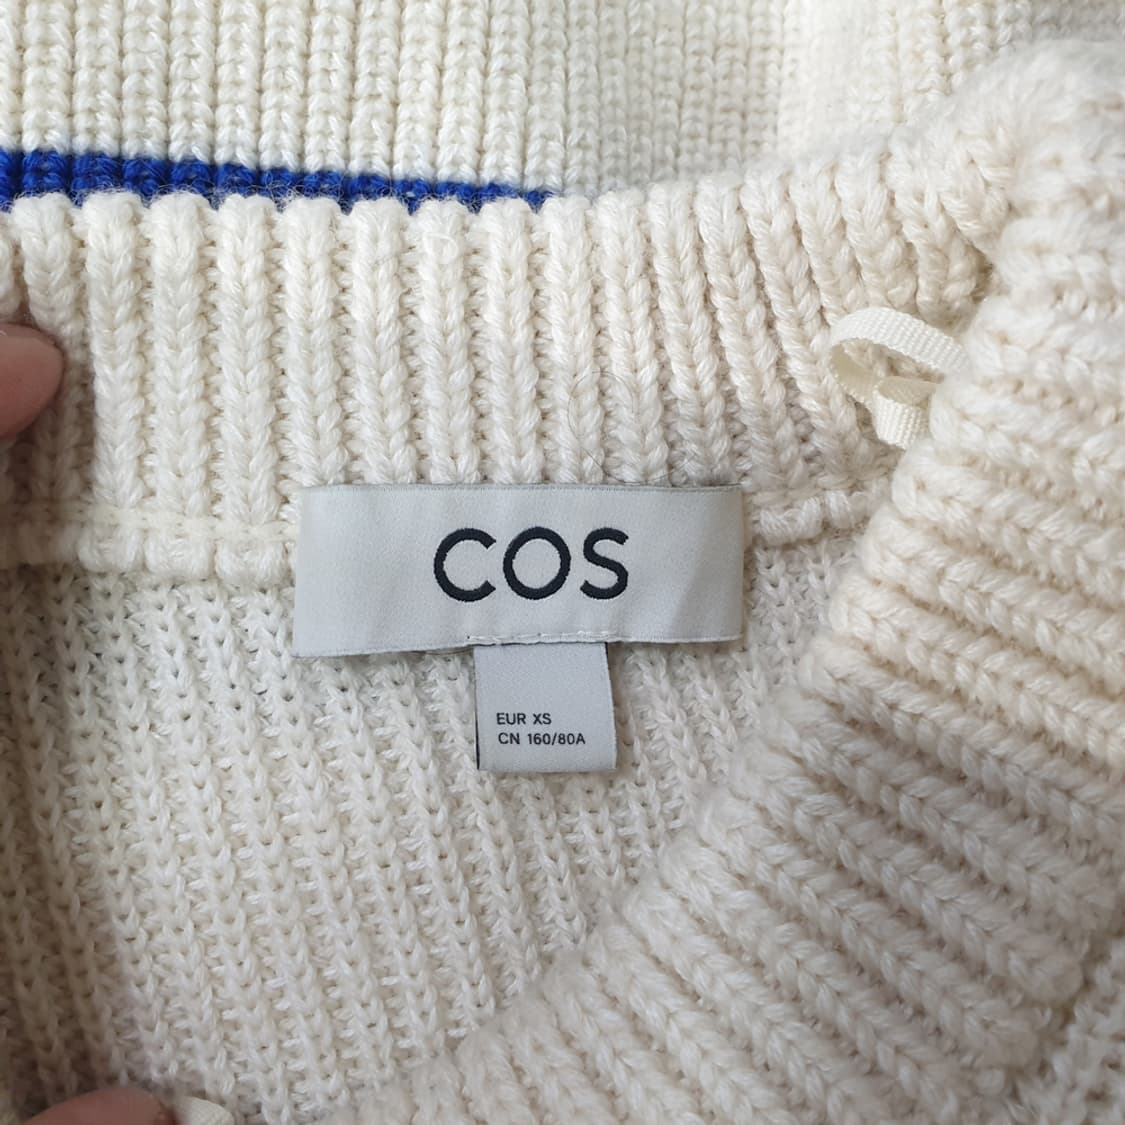 COS
EUR XS
CN 160/80A